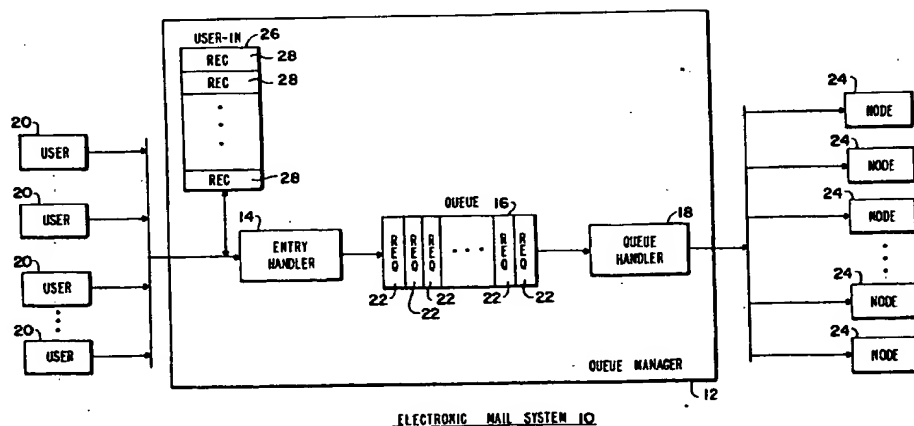 USER-IN 26
REC 28
REC 28
REC 28
20
USER
20
USER
20
USER
20
USER
14
ENTRY
HANDLER
QUEUE 16
REQ REQ REQ REQ REQ
22 22 22 22
22
18
QUEUE
HANDLER
24
NODE
24
NODE
24
NODE
24
NODE
24
NODE
QUEUE MANAGER
12
ELECTRONIC MAIL SYSTEM 10